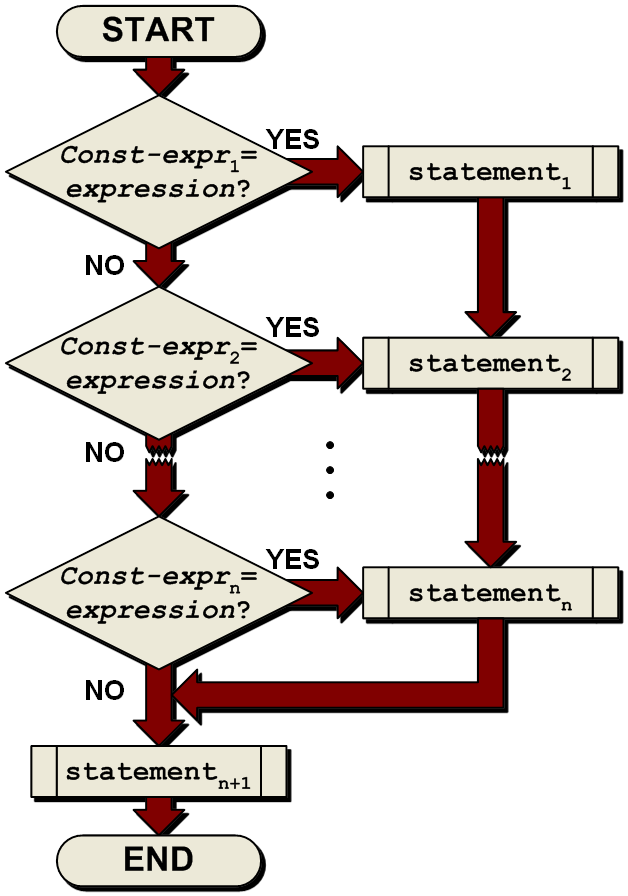 START
YES
Const-expr1=
expression?
statement1
NO
YES
Const-expr2=
expression?
statement2
NO
YES
Const-exprn=
expression?
statementn
NO
statementn+1
END